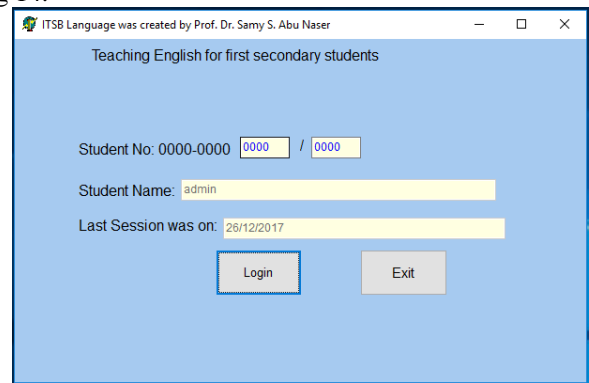 ITSB Language was created by Prof. Dr. Samy S. Abu Naser
Teaching English for first secondary students
Student No: 0000-0000 0000 / 0000
Student Name: admin
Last Session was on: 26/12/2017
Login Exit